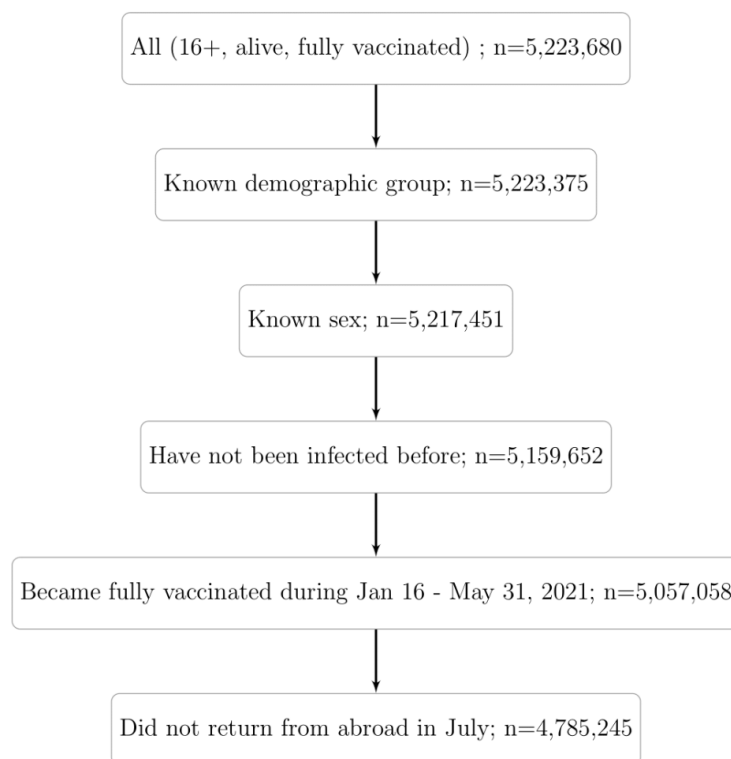 All (16+, alive, fully vaccinated) ; n=5,223,680
Known demographic group; n=5,223,375
Known sex; n=5,217,451
Have not been infected before; n=5,159,652
Became fully vaccinated during Jan 16 - May 31, 2021; n=5,057,058
Did not return from abroad in July; n=4,785,245